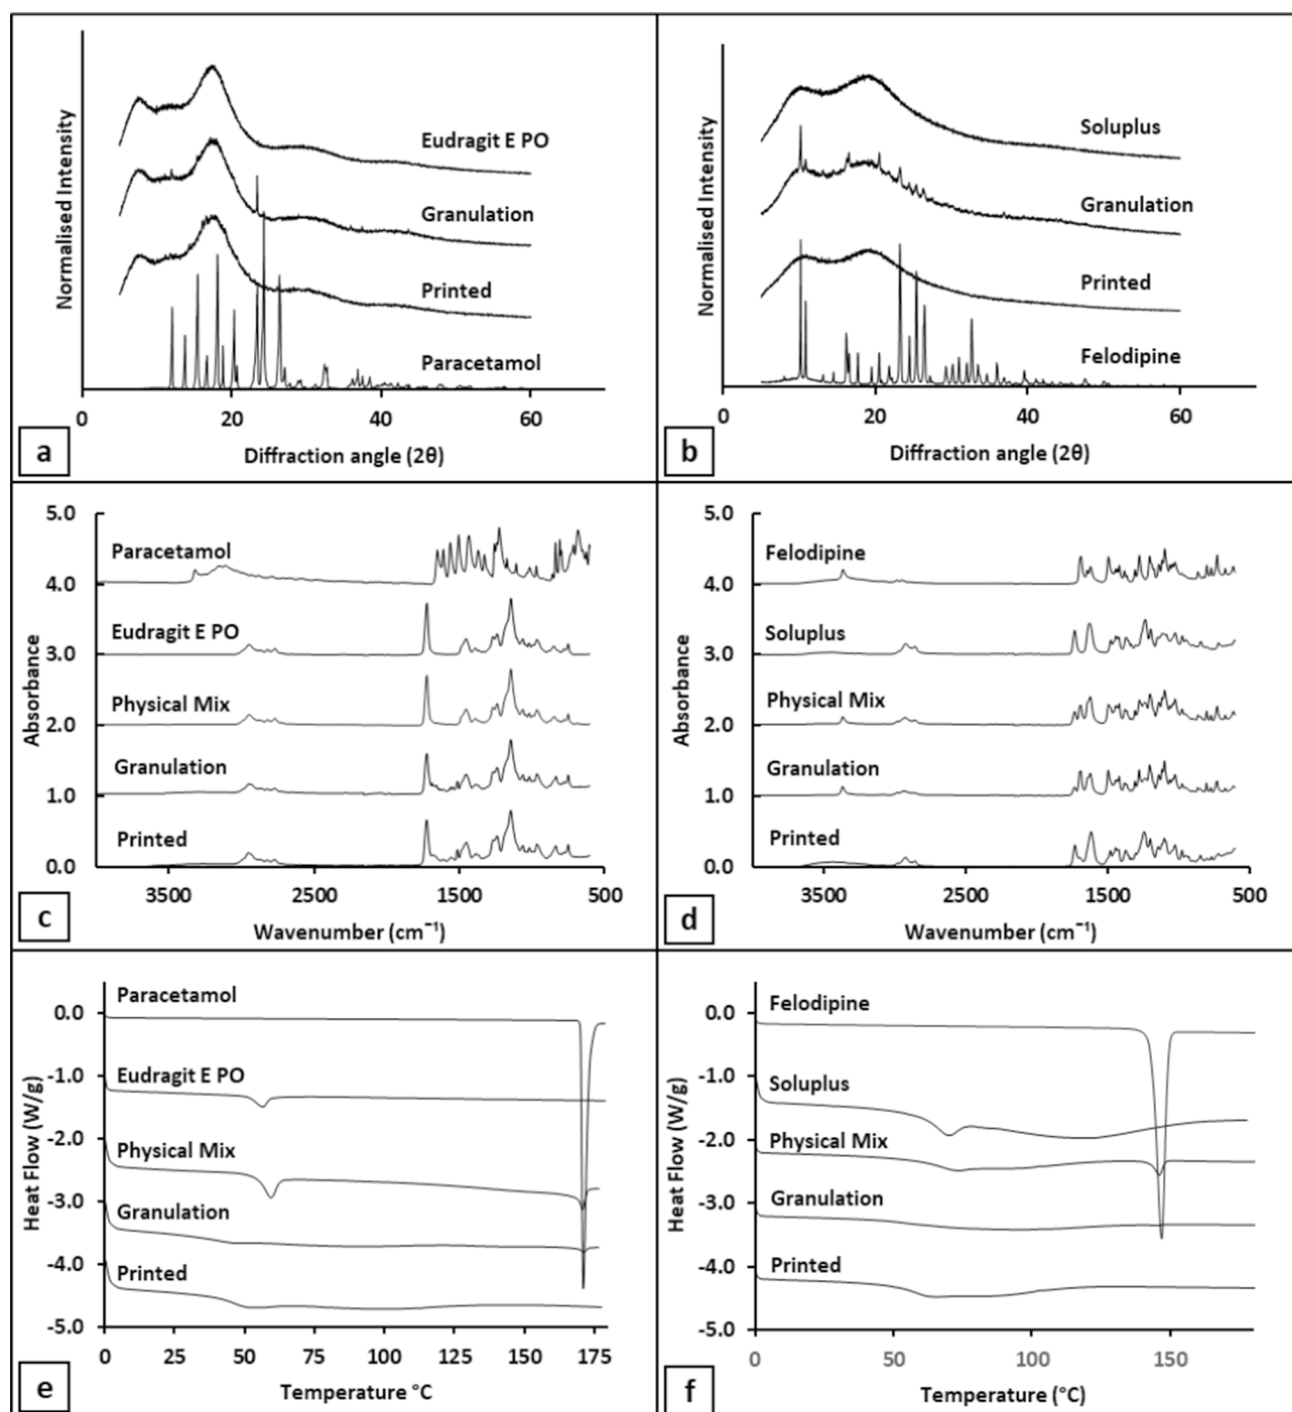 Normalised Intensity
Eudragit E PO
Granulation
Printed
Paracetamol
0 20 40 60
Diffraction angle (2θ)
a
Normalised Intensity
Soluplus
Granulation
Printed
Felodipine
0 20 40 60
Diffraction angle (2θ)
b
Absorbance
5.0
4.0
3.0
2.0
1.0
0.0
Paracetamol
Eudragit E PO
Physical Mix
Granulation
Printed
3500 2500 1500 500
Wavenumber (cm⁻¹)
c
Absorbance
5.0
4.0
3.0
2.0
1.0
0.0
Felodipine
Soluplus
Physical Mix
Granulation
Printed
3500 2500 1500 500
Wavenumber (cm⁻¹)
d
Heat Flow (W/g)
0.0
-1.0
-2.0
-3.0
-4.0
-5.0
Paracetamol
Eudragit E PO
Physical Mix
Granulation
Printed
0 25 50 75 100 125 150 175
Temperature °C
e
Heat Flow (W/g)
0.0
-1.0
-2.0
-3.0
-4.0
-5.0
Felodipine
Soluplus
Physical Mix
Granulation
Printed
0 50 100 150
Temperature (°C)
f